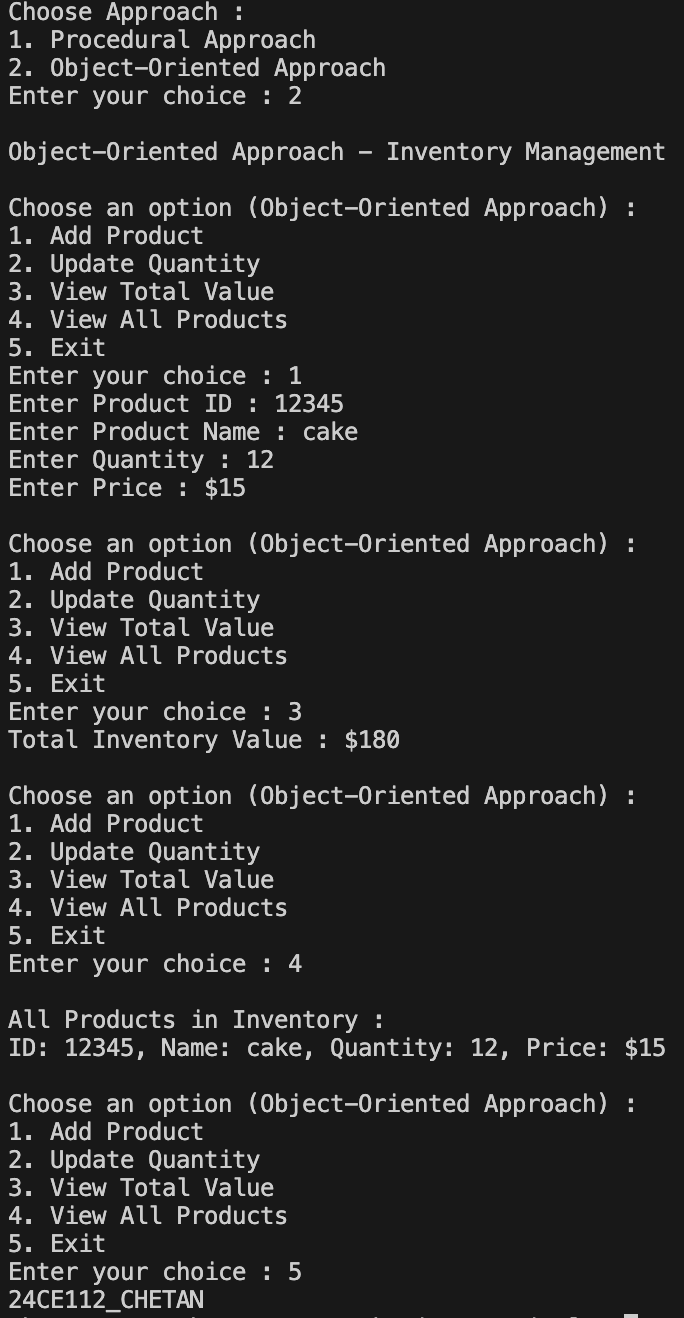 Choose Approach :
1. Procedural Approach
2. Object-Oriented Approach
Enter your choice : 2
Object-Oriented Approach - Inventory Management
Choose an option (Object-Oriented Approach) :
1. Add Product
2. Update Quantity
3. View Total Value
4. View All Products
5. Exit
Enter your choice : 1
Enter Product ID : 12345
Enter Product Name : cake
Enter Quantity : 12
Enter Price : $15
Choose an option (Object-Oriented Approach) :
1. Add Product
2. Update Quantity
3. View Total Value
4. View All Products
5. Exit
Enter your choice : 3
Total Inventory Value : $180
Choose an option (Object-Oriented Approach) :
1. Add Product
2. Update Quantity
3. View Total Value
4. View All Products
5. Exit
Enter your choice : 4
All Products in Inventory :
ID: 12345, Name: cake, Quantity: 12, Price: $15
Choose an option (Object-Oriented Approach) :
1. Add Product
2. Update Quantity
3. View Total Value
4. View All Products
5. Exit
Enter your choice : 5
24CE112_CHETAN